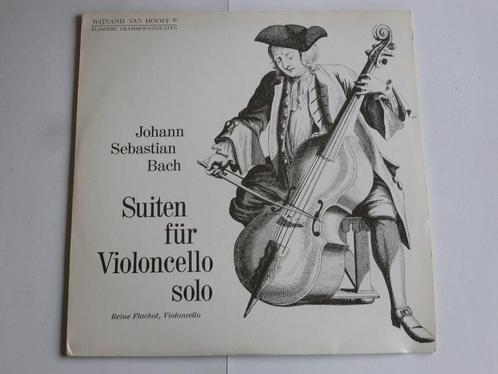 WIJNAND VAN HOOFF ©
KLASSIEKE GRAMMOFOONPLATEN
Johann
Sebastian
Bach
Suiten
für
Violoncello
solo
Reine Flachot, Violoncello